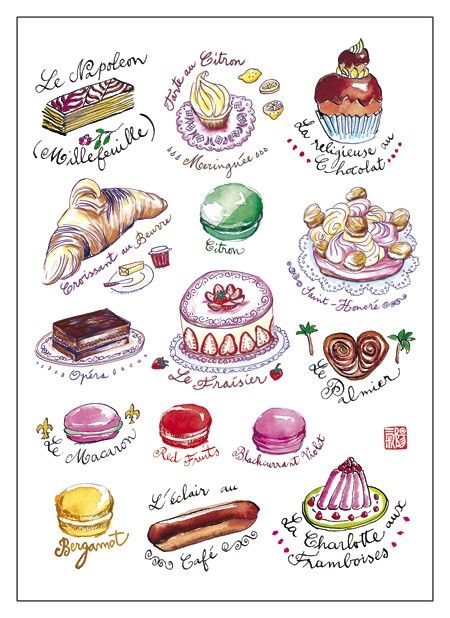 Le Napoleon
(Millefeuille)
Tarte au Citron
Meringuée
La religieuse au
Chocolat
Croissant au Beurre
Citron
Saint-Honoré
Opéra
Le Fraisier
Le
Palmier
Le Macaron
Red Fruits
Blackcurrant Violet
Bergamot
L'éclair au
Café
La Charlotte aux
Framboises